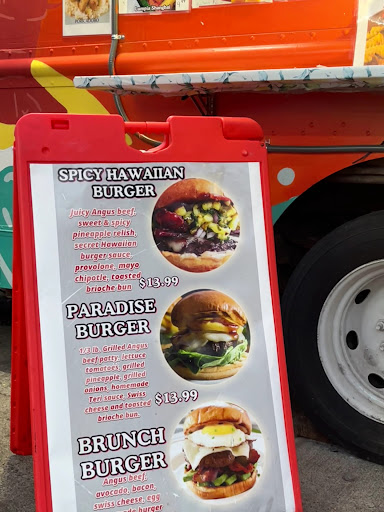 Lumpia Shanghai
SPICY HAWAIIAN
BURGER
Juicy Angus beef,
sweet & spicy
pineapple relish,
secret Hawaiian
burger sauce,
provolone, mayo
chipotle, toasted
brioche bun
$13.99
PARADISE
BURGER
1/3 lb. Grilled Angus
beef patty, lettuce
tomatoes, grilled
pineapple, grilled
onions, homemade
Teri sauce, Swiss
cheese and toasted
brioche bun.
$13.99
BRUNCH
BURGER
Angus beef,
avocado, bacon,
swiss cheese, egg
burger